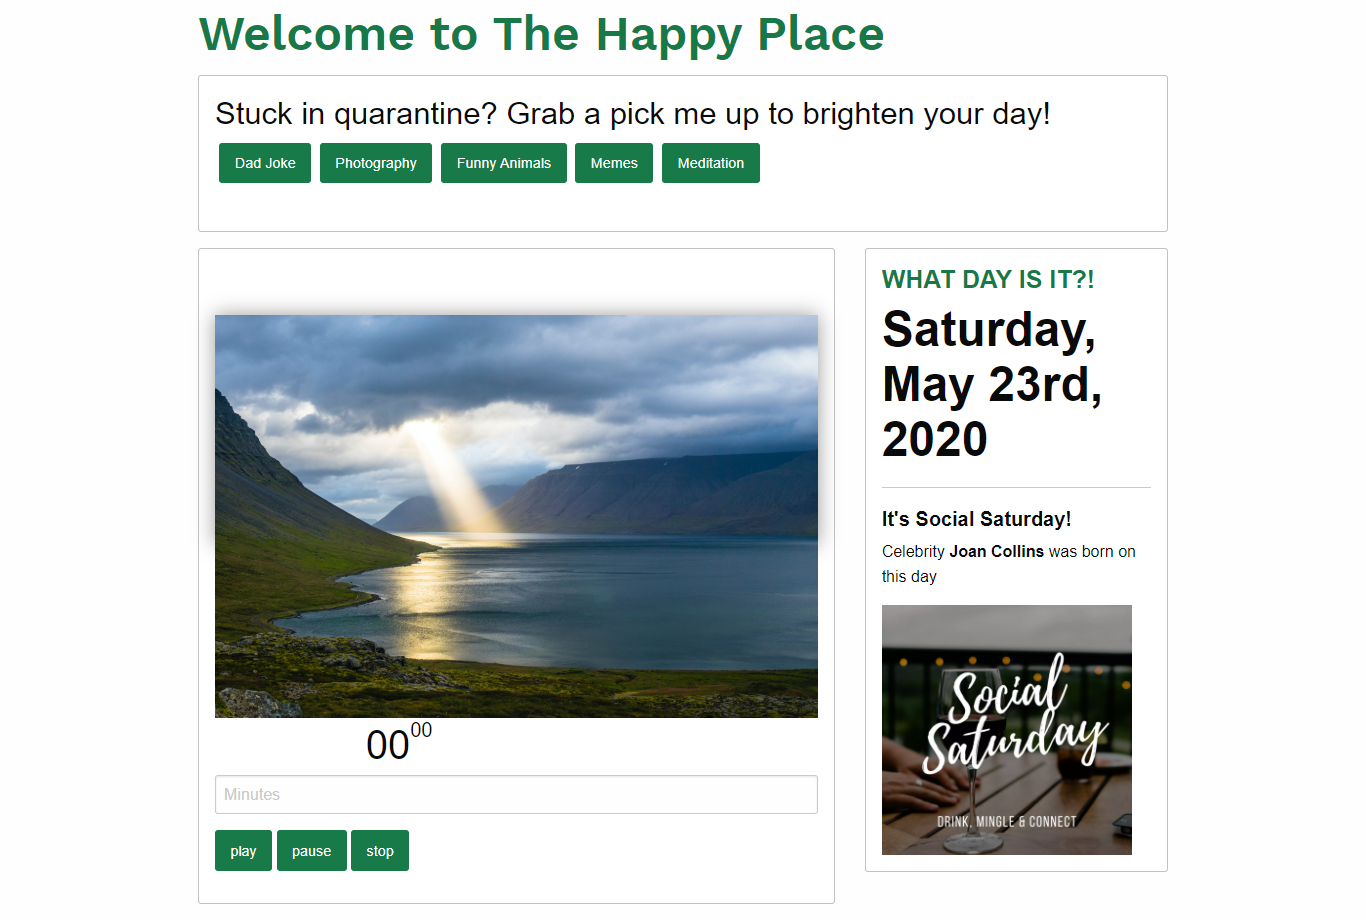 Welcome to The Happy Place
Stuck in quarantine? Grab a pick me up to brighten your day!
Dad Joke Photography Funny Animals Memes Meditation
00 00
Minutes
play pause stop
WHAT DAY IS IT?!
Saturday,
May 23rd,
2020
It's Social Saturday!
Celebrity Joan Collins was born on
this day
Social
Saturday
DRINK, MINGLE & CONNECT